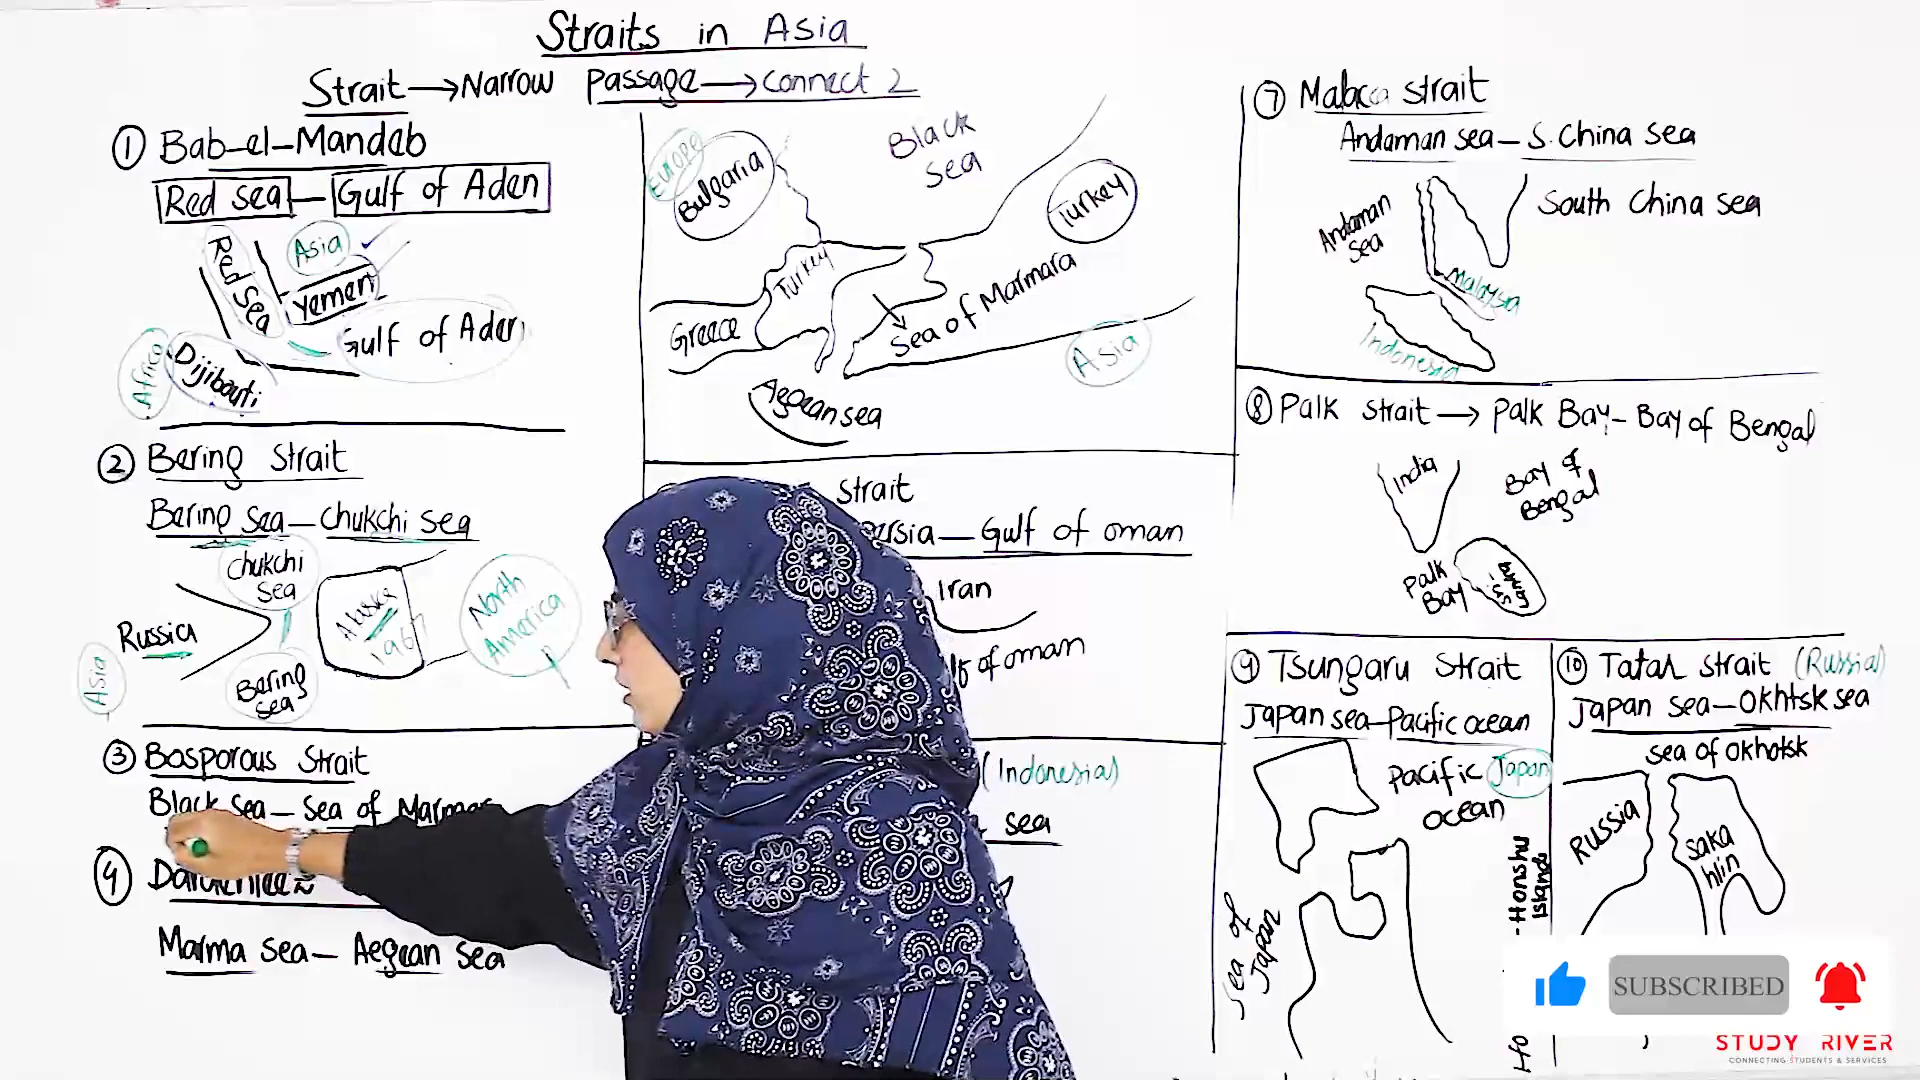 Straits in Asia
Strait → Narrow Passage → Connect 2
① Bab-el-Mandab
Red Sea — Gulf of Aden
Red Sea
Asia
Yemen
Gulf of Aden
Africa
Dijibouti
② Bering Strait
Bering Sea — Chukchi Sea
Chukchi
Sea
Russia
Alaska
North
America
Asia
Bering
Sea
③ Bosporous Strait
Black Sea — Sea of
④
Marma Sea — Aegean Sea
Europe
Bulgaria
Black
Sea
Turkey
Turkey
Greece
Sea of Marmara
Asia
Aegean sea
Strait
— Gulf of oman
Iran
of oman
(Indonesia)
sea
⑦ Malacca Strait
Andaman sea — S. China sea
Andaman
Sea
South China sea
Malaysia
Indonesia
⑧ Palk Strait → Palk Bay — Bay of Bengal
India
Bay of
Bengal
Palk
Bay
⑨ Tsungaru Strait
Japan sea — Pacific ocean
Pacific
ocean
Japan
Sea of
Japan
Honshu
Island
⑩ Tatar Strait (Russia)
Japan Sea — Okhtsk sea
Sea of Okhotsk
Russia
Saka
hlin
SUBSCRIBED
STUDY RIVER
CONNECTING STUDENTS & SERVICES